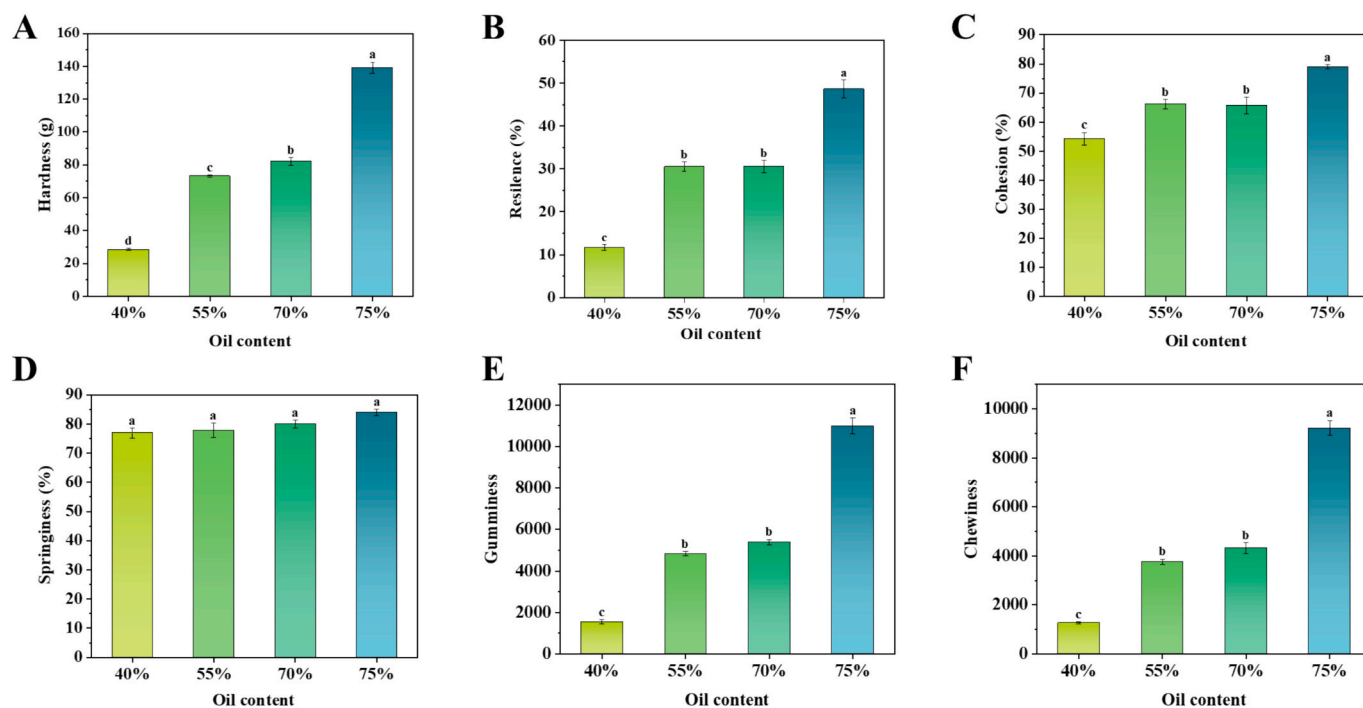 A
Hardness (g)
160
140
120
100
80
60
40
20
0
d
c
b
a
40%
55%
70%
75%
Oil content
B
Resilence (%)
60
50
40
30
20
10
0
c
b
b
a
40%
55%
70%
75%
Oil content
C
Cohesion (%)
90
80
70
60
50
40
30
20
10
0
c
b
b
a
40%
55%
70%
75%
Oil content
D
Springiness (%)
90
80
70
60
50
40
30
20
10
0
a
a
a
a
40%
55%
70%
75%
Oil content
E
Gumminess
12000
10000
8000
6000
4000
2000
0
c
b
b
a
40%
55%
70%
75%
Oil content
F
Chewiness
10000
8000
6000
4000
2000
0
c
b
b
a
40%
55%
70%
75%
Oil content